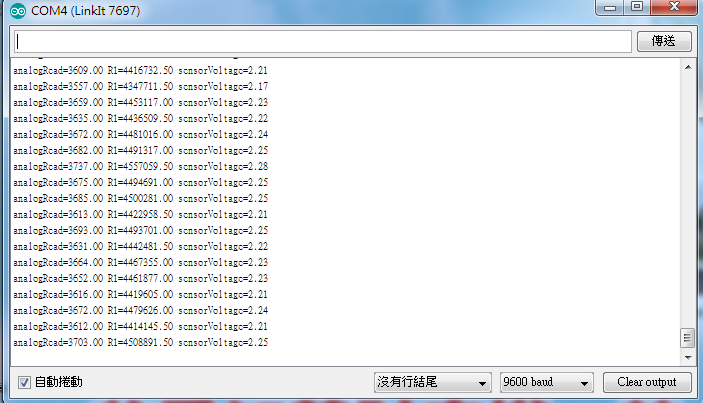 COM4 (LinkIt 7697)
傳送
analogRead=3609.00 R1=4416732.50 sensorVoltage=2.21
analogRead=3557.00 R1=4347711.50 sensorVoltage=2.17
analogRead=3659.00 R1=4453117.00 sensorVoltage=2.23
analogRead=3635.00 R1=4436509.50 sensorVoltage=2.22
analogRead=3672.00 R1=4481016.00 sensorVoltage=2.24
analogRead=3682.00 R1=4491317.00 sensorVoltage=2.25
analogRead=3737.00 R1=4557059.50 sensorVoltage=2.28
analogRead=3675.00 R1=4494691.00 sensorVoltage=2.25
analogRead=3685.00 R1=4500281.00 sensorVoltage=2.25
analogRead=3613.00 R1=4422958.50 sensorVoltage=2.21
analogRead=3693.00 R1=4493701.00 sensorVoltage=2.25
analogRead=3631.00 R1=4442481.50 sensorVoltage=2.22
analogRead=3664.00 R1=4467355.00 sensorVoltage=2.23
analogRead=3652.00 R1=4461877.00 sensorVoltage=2.23
analogRead=3616.00 R1=4419605.00 sensorVoltage=2.21
analogRead=3672.00 R1=4479626.00 sensorVoltage=2.24
analogRead=3612.00 R1=4414145.50 sensorVoltage=2.21
analogRead=3703.00 R1=4508891.50 sensorVoltage=2.25
自動捲動
沒有行結尾
9600 baud
Clear output